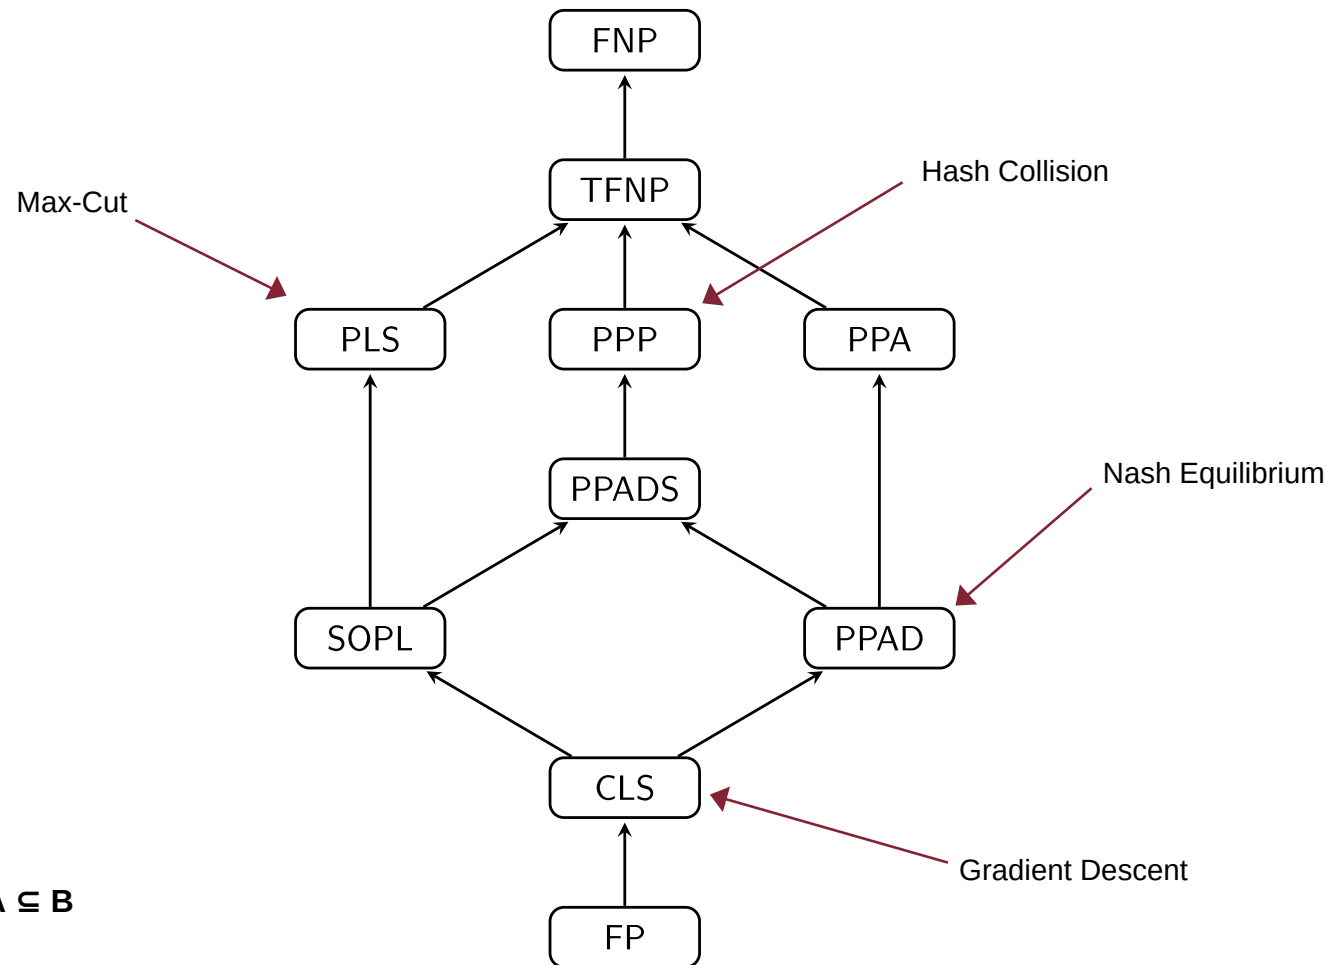 FNP
Hash Collision
TFNP
Max-Cut
PLS
PPP
PPA
Nash Equilibrium
PPADS
SOPL
PPAD
CLS
Gradient Descent
⊆ B
FP